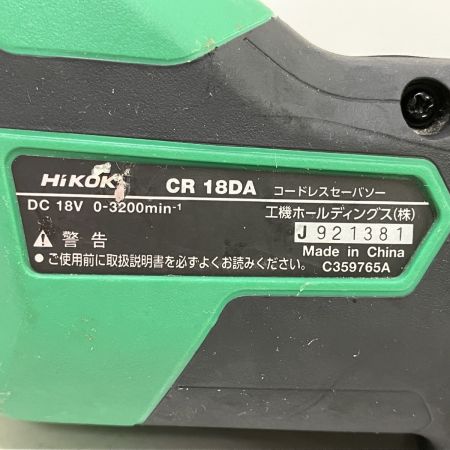 HiKOKI CR 18DA コードレスセーバソー
DC 18V 0-3200min-1 工機ホールディングス(株)
⚠ 警告 J 921381
● ご使用前に取扱説明書を必ずよくお読みください。 Made in China
C359765A